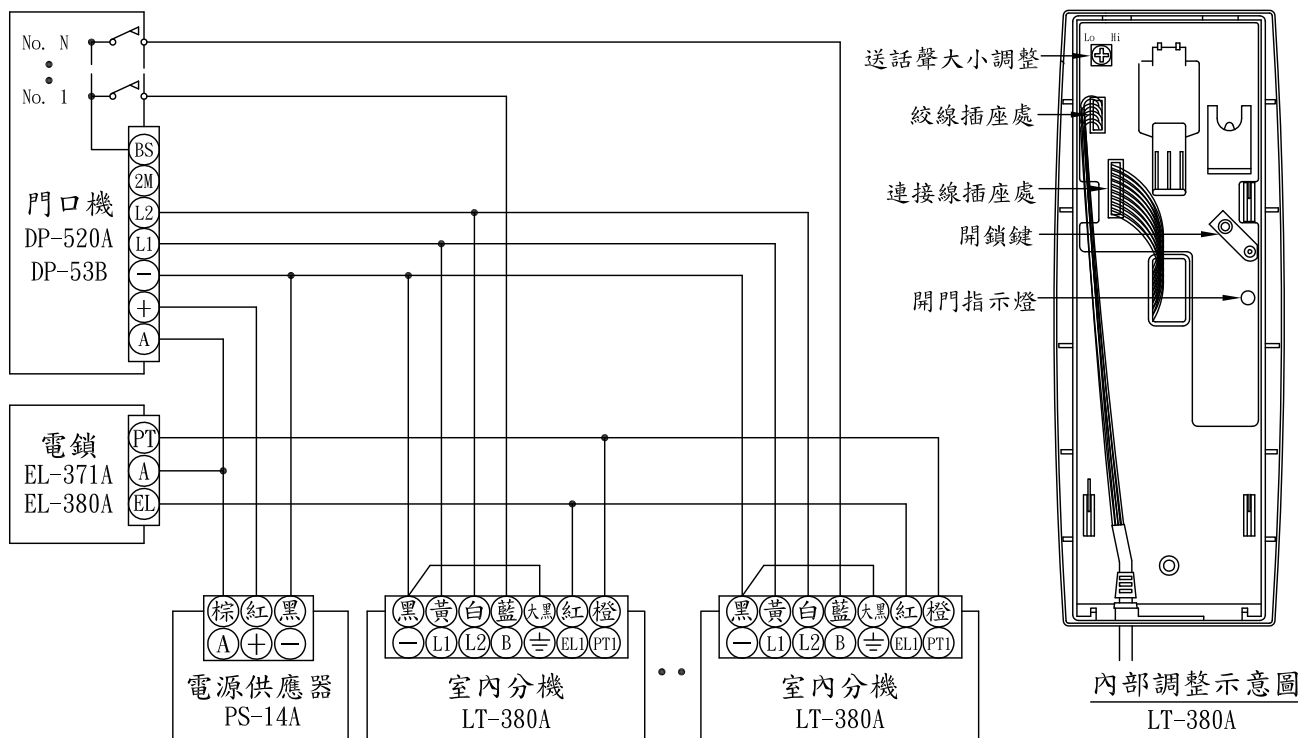 No. N
No. 1
BS
2M
L2
L1
−
+
A
門口機
DP-520A
DP-53B
電鎖
EL-371A
EL-380A
PT
A
EL
棕 紅 黑
A + −
電源供應器
PS-14A
黑 黃 白 藍 大黑 紅 橙
− L1 L2 B ⏚ EL1 PT1
室內分機
LT-380A
黑 黃 白 藍 大黑 紅 橙
− L1 L2 B ⏚ EL1 PT1
室內分機
LT-380A
Lo Hi
送話聲大小調整
絞線插座處
連接線插座處
開鎖鍵
開門指示燈
內部調整示意圖
LT-380A